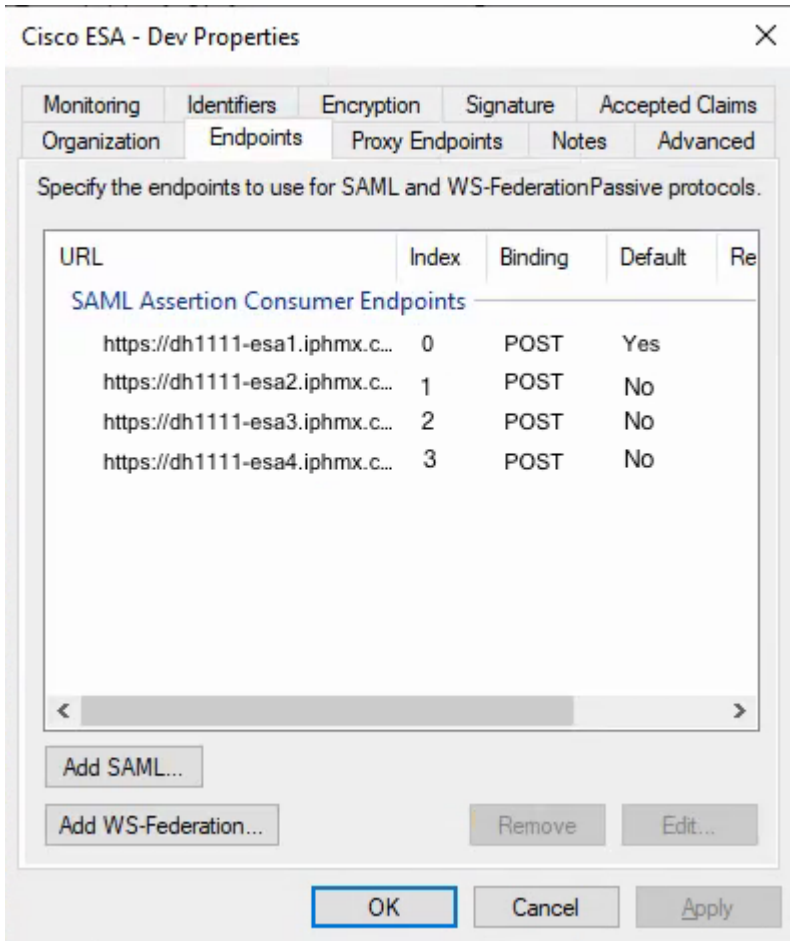 Cisco ESA - Dev Properties
Monitoring Identifiers Encryption Signature Accepted Claims
Organization Endpoints Proxy Endpoints Notes Advanced
Specify the endpoints to use for SAML and WS-FederationPassive protocols.
URL Index Binding Default Re
SAML Assertion Consumer Endpoints
https://dh1111-esa1.iphmx.c... 0 POST Yes
https://dh1111-esa2.iphmx.c... 1 POST No
https://dh1111-esa3.iphmx.c... 2 POST No
https://dh1111-esa4.iphmx.c... 3 POST No
Add SAML...
Add WS-Federation... Remove Edit...
OK Cancel Apply